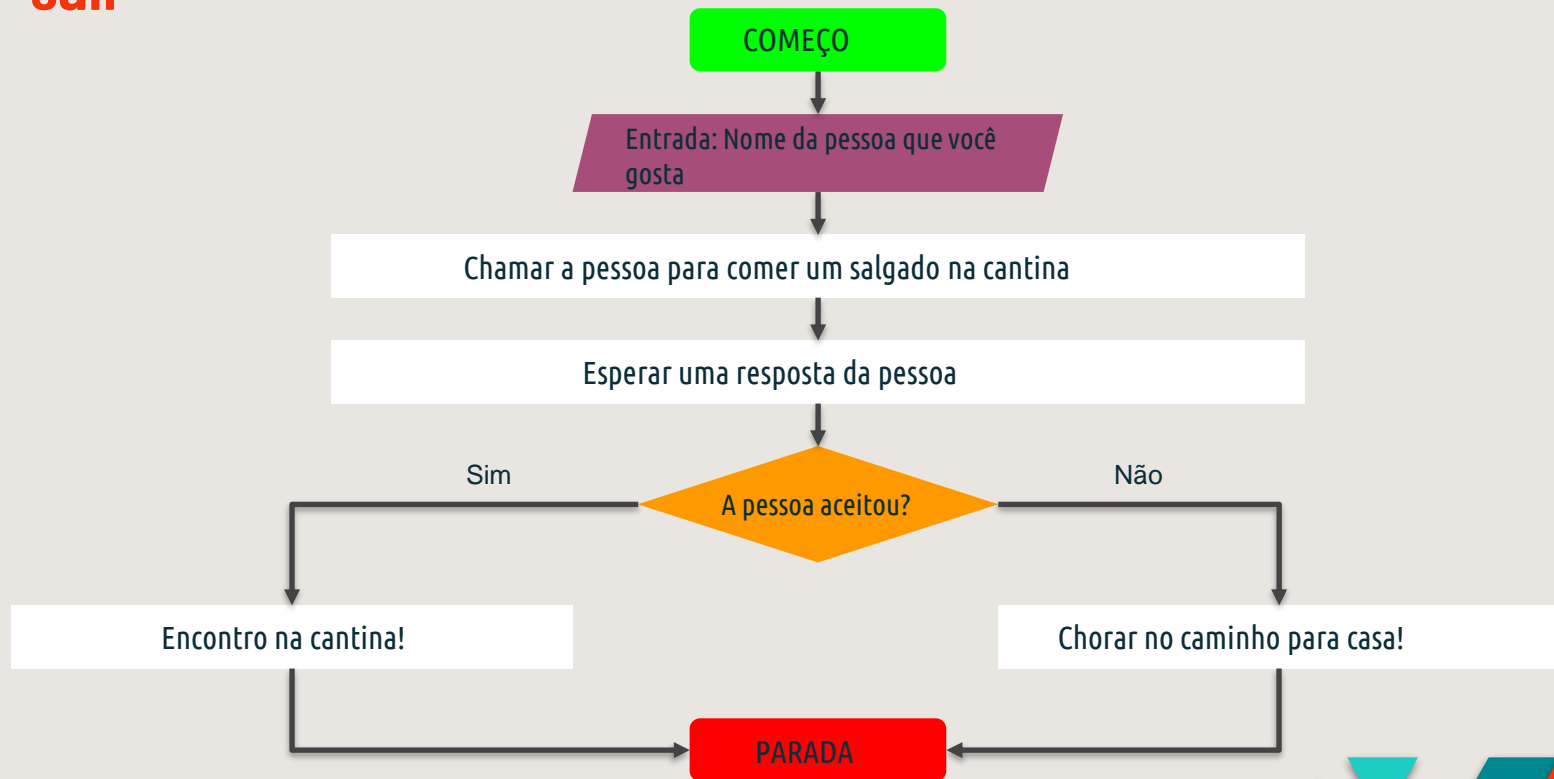 COMEÇO
Entrada: Nome da pessoa que você
gosta
Chamar a pessoa para comer um salgado na cantina
Esperar uma resposta da pessoa
Sim
Não
A pessoa aceitou?
Encontro na cantina!
Chorar no caminho para casa!
PARADA